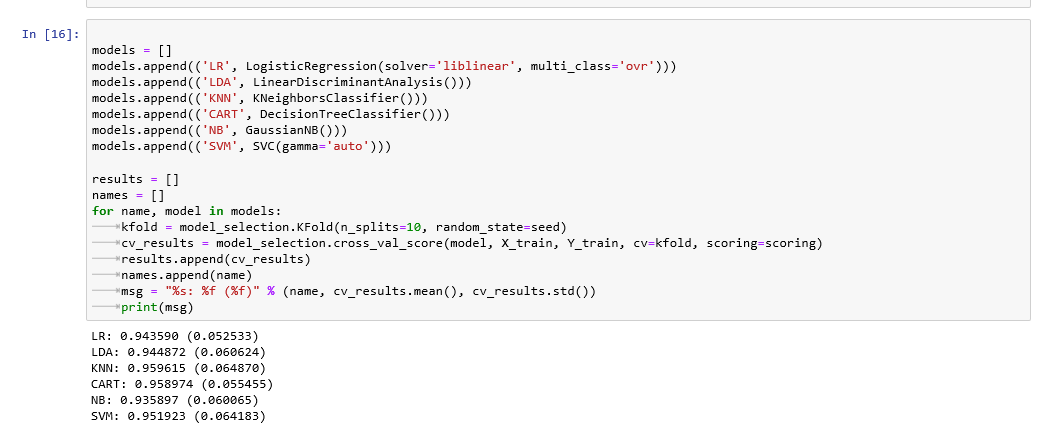 In [16]:
models = []
models.append(('LR', LogisticRegression(solver='liblinear', multi_class='ovr')))
models.append(('LDA', LinearDiscriminantAnalysis()))
models.append(('KNN', KNeighborsClassifier()))
models.append(('CART', DecisionTreeClassifier()))
models.append(('NB', GaussianNB()))
models.append(('SVM', SVC(gamma='auto')))
results = []
names = []
for name, model in models:
kfold = model_selection.KFold(n_splits=10, random_state=seed)
cv_results = model_selection.cross_val_score(model, X_train, Y_train, cv=kfold, scoring=scoring)
results.append(cv_results)
names.append(name)
msg = "%s: %f (%f)" % (name, cv_results.mean(), cv_results.std())
print(msg)
LR: 0.943590 (0.052533)
LDA: 0.944872 (0.060624)
KNN: 0.959615 (0.064870)
CART: 0.958974 (0.055455)
NB: 0.935897 (0.060065)
SVM: 0.951923 (0.064183)